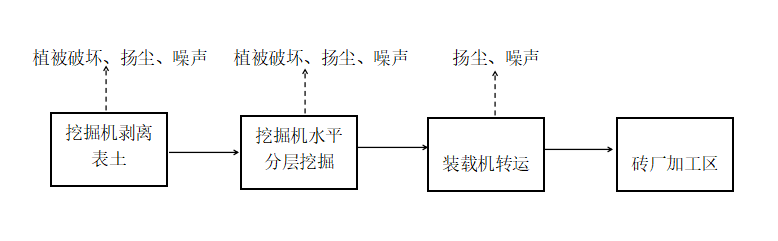 植被破坏、扬尘、噪声
植被破坏、扬尘、噪声
扬尘、噪声
挖掘机剥离
表土
挖掘机水平
分层挖掘
装载机转运
砖厂加工区